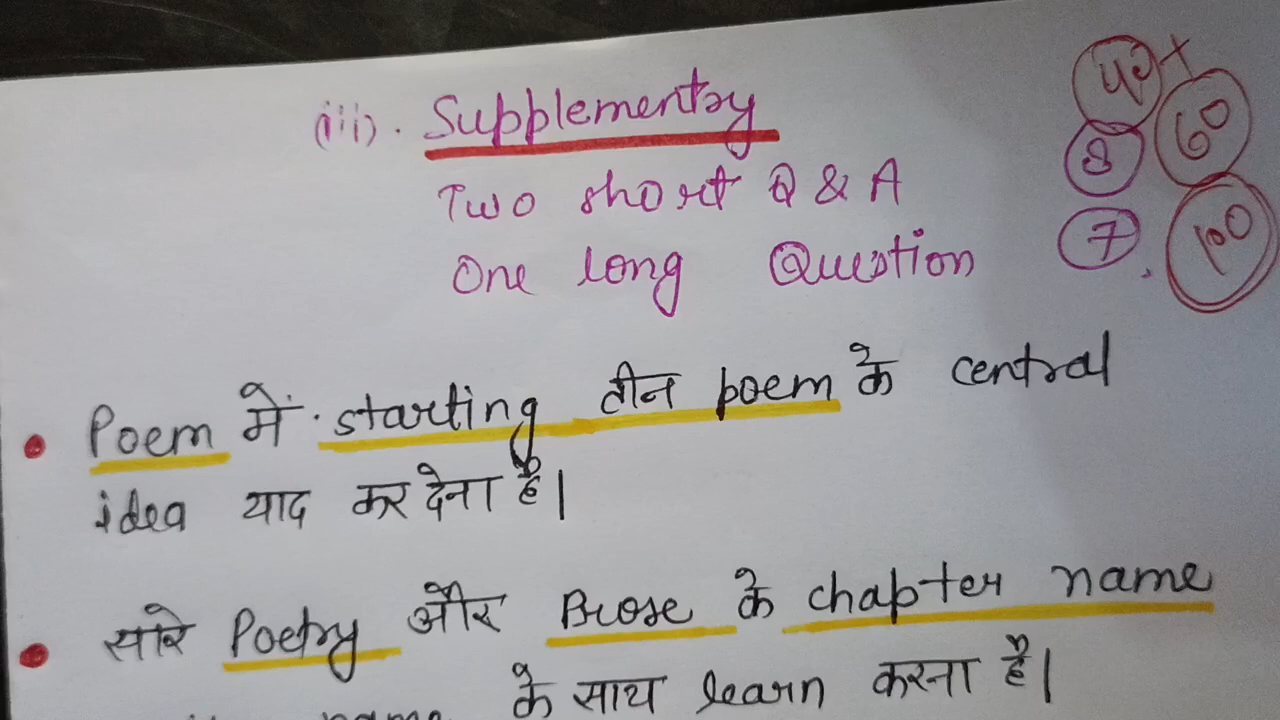 (iii). Supplementry
Two short Q & A
One long Question
8
7
60
100
Poem में starting तीन poem के central
idea याद कर देना है।
सारे Poetry और Prose के chapter name
name के साथ learn करना है।